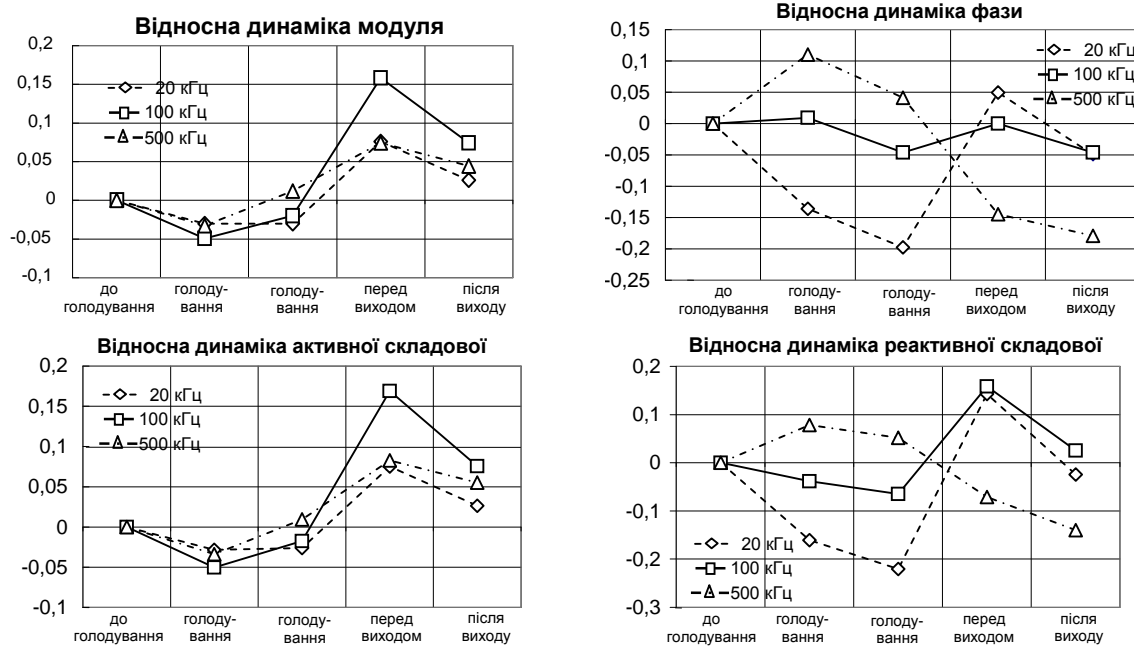 Відносна динаміка модуля
0,2
0,15
0,1
0,05
0
-0,05
-0,1
20 кГц
100 кГц
500 кГц
до
голодування
голоду-
вання
голоду-
вання
перед
виходом
після
виходу
Відносна динаміка фази
0,15
0,1
0,05
0
-0,05
-0,1
-0,15
-0,2
-0,25
20 кГц
100 кГц
500 кГц
до
голодування
голоду-
вання
голоду-
вання
перед
виходом
після
виходу
Відносна динаміка активної складової
0,2
0,15
0,1
0,05
0
-0,05
-0,1
20 кГц
100 кГц
500 кГц
до
голодування
голоду-
вання
голоду-
вання
перед
виходом
після
виходу
Відносна динаміка реактивної складової
0,2
0,1
0
-0,1
-0,2
-0,3
20 кГц
100 кГц
500 кГц
до
голодування
голоду-
вання
голоду-
вання
перед
виходом
після
виходу